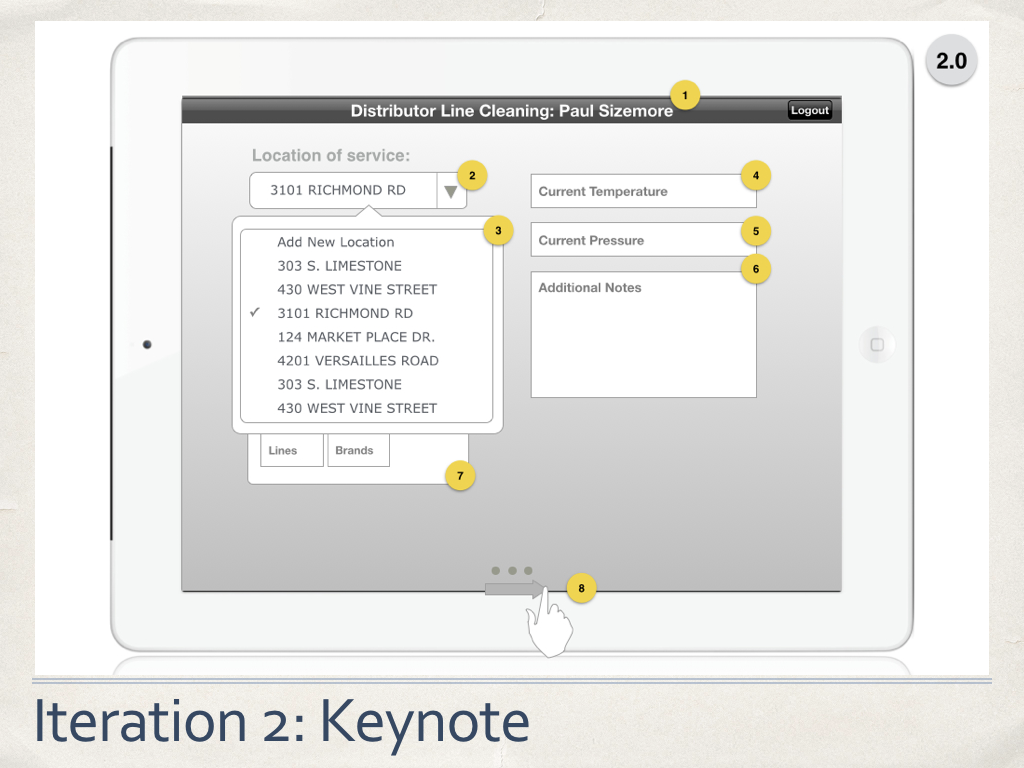 2.0
1
Distributor Line Cleaning: Paul Sizemore
Logout
Location of service:
2
3101 RICHMOND RD
3
Add New Location
303 S. LIMESTONE
430 WEST VINE STREET
✓ 3101 RICHMOND RD
124 MARKET PLACE DR.
4201 VERSAILLES ROAD
303 S. LIMESTONE
430 WEST VINE STREET
Lines
Brands
7
4
Current Temperature
5
Current Pressure
6
Additional Notes
8
Iteration 2: Keynote